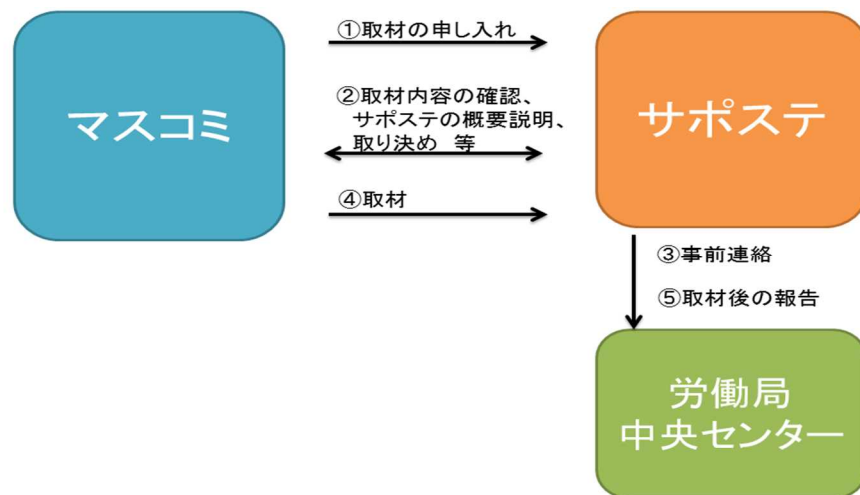 ①取材の申し入れ
マスコミ
②取材内容の確認、
サポステの概要説明、
取り決め 等
サポステ
④取材
③事前連絡
⑤取材後の報告
労働局
中央センター